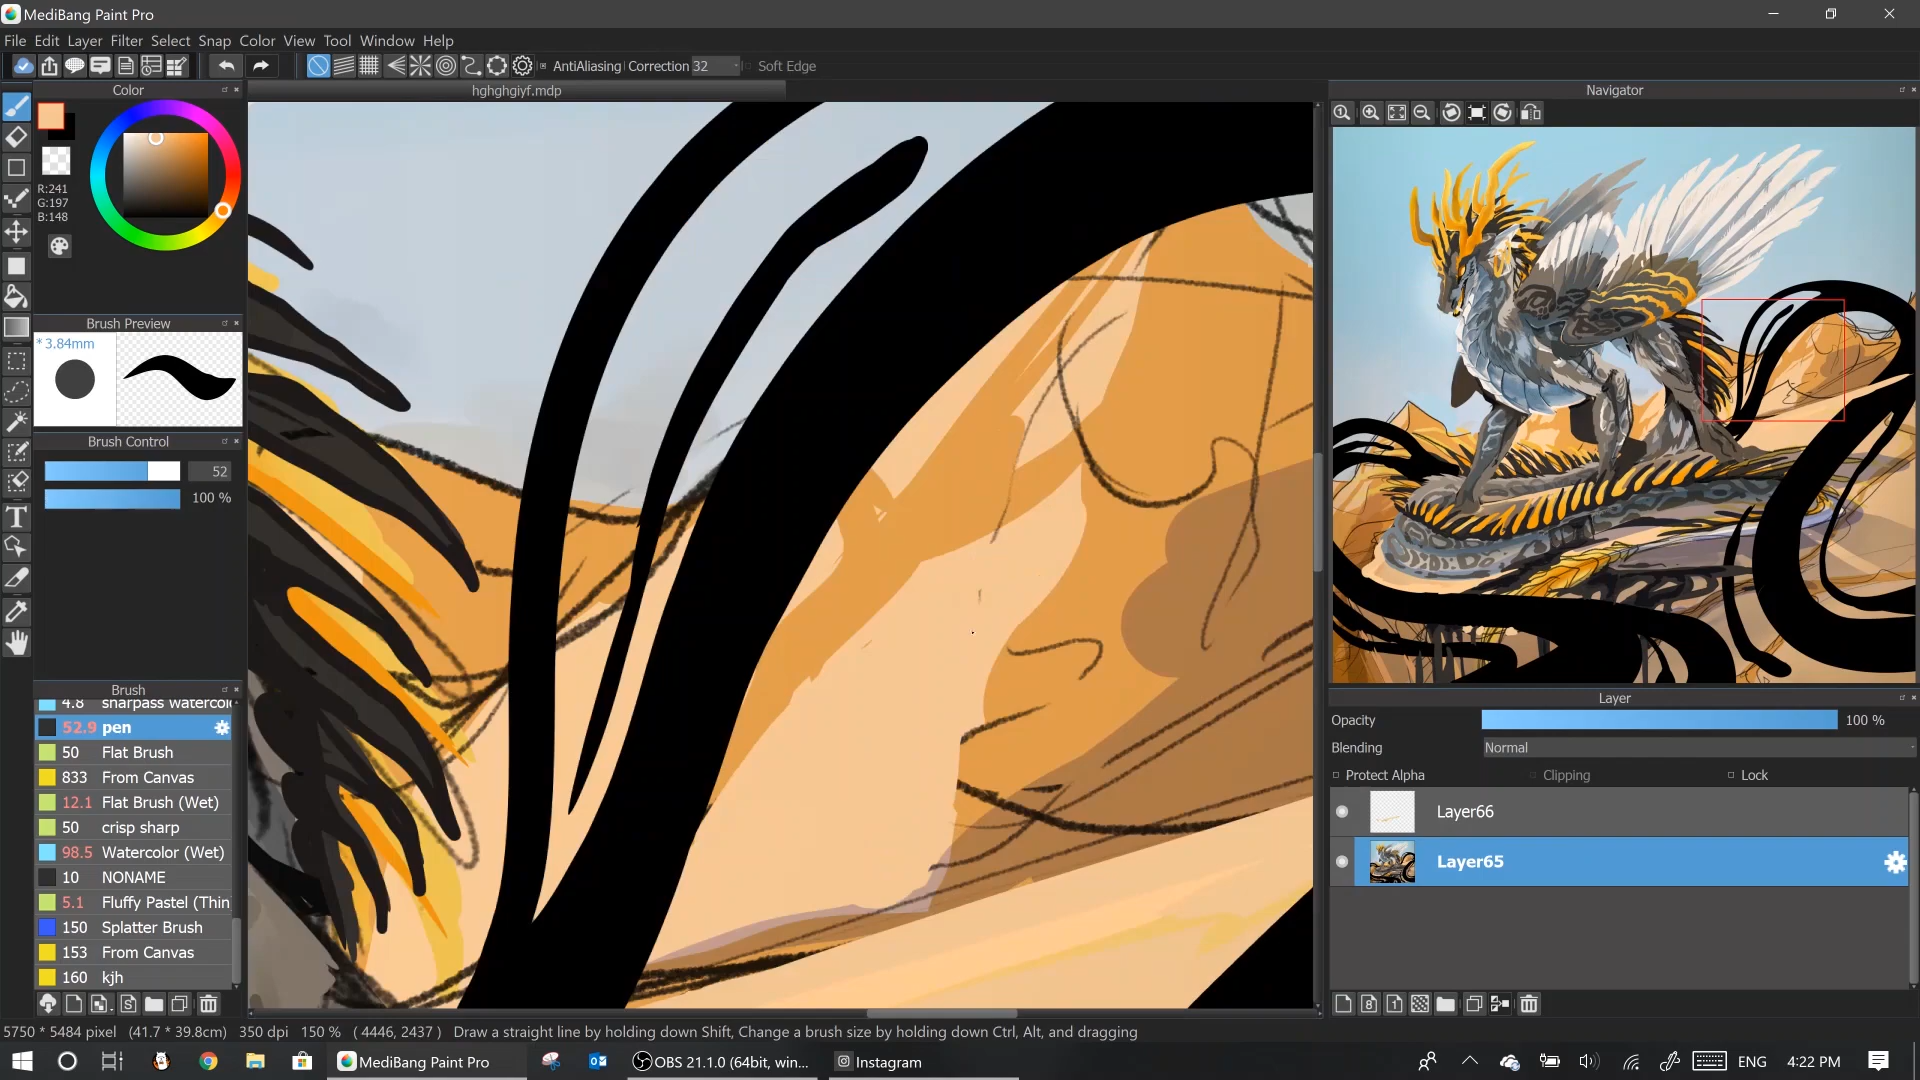 MediBang Paint Pro
File Edit Layer Filter Select Snap Color View Tool Window Help
AntiAliasing Correction 32 Soft Edge
Color
hghghgiyf.mdp
Navigator
R:241
G:197
B:148
Brush Preview
* 3.84mm
Brush Control
52
100 %
Brush
4.8 sharpass watercol
52.9 pen
50 Flat Brush
833 From Canvas
12.1 Flat Brush (Wet)
50 crisp sharp
98.5 Watercolor (Wet)
10 NONAME
5.1 Fluffy Pastel (Thin
150 Splatter Brush
153 From Canvas
160 kjh
Layer
Opacity 100 %
Blending Normal
Protect Alpha Clipping Lock
Layer66
Layer65
5750 * 5484 pixel (41.7 * 39.8cm) 350 dpi 150 % ( 4446, 2437 ) Draw a straight line by holding down Shift, Change a brush size by holding down Ctrl, Alt, and dragging
MediBang Paint Pro OBS 21.1.0 (64bit, win... Instagram ENG 4:22 PM